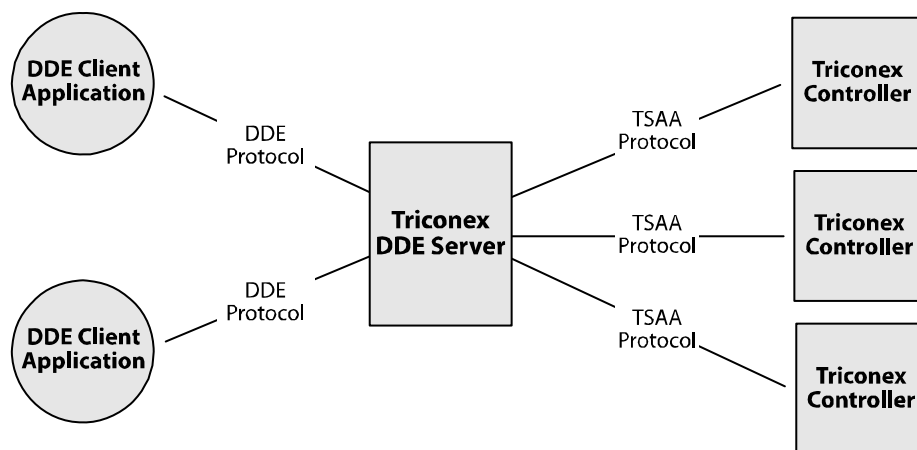 DDE Client
Application
DDE
Protocol
DDE Client
Application
DDE
Protocol
Triconex
DDE Server
TSAA
Protocol
TSAA
Protocol
TSAA
Protocol
Triconex
Controller
Triconex
Controller
Triconex
Controller